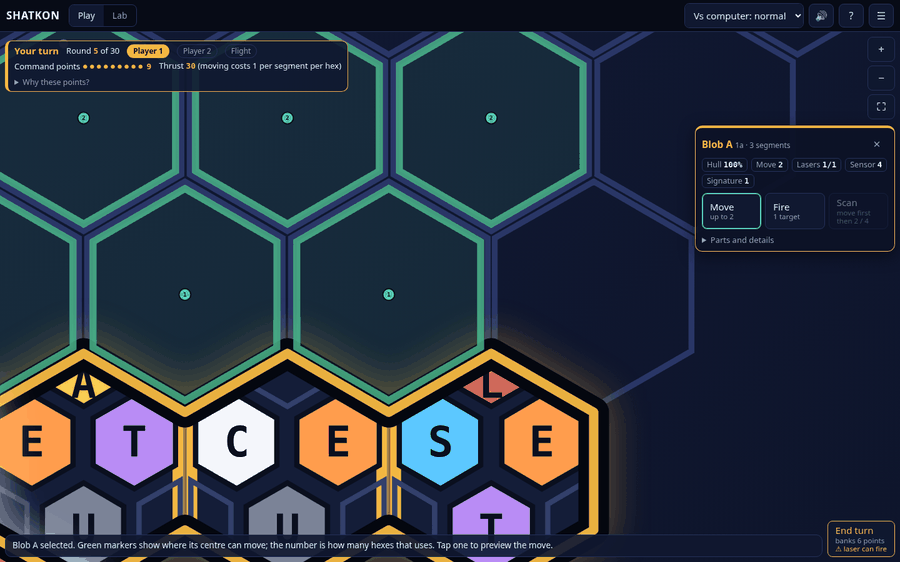 SHATKON Play Lab Vs computer: normal ?
Your turn Round 5 of 30 Player 1 Player 2 Flight
Command points 9 Thrust 30 (moving costs 1 per segment per hex)
Why these points?
2 2 2
Blob A 1a · 3 segments
Hull 100% Move 2 Lasers 1/1 Sensor 4
Signature 1
Move Fire Scan
up to 2 1 target move first
then 2 / 4
Parts and details
1 1
A L
E T C E S E
U U T
Blob A selected. Green markers show where its centre can move; the number is how many hexes that uses. Tap one to preview the move.
End turn
banks 6 points
⚠ laser can fire